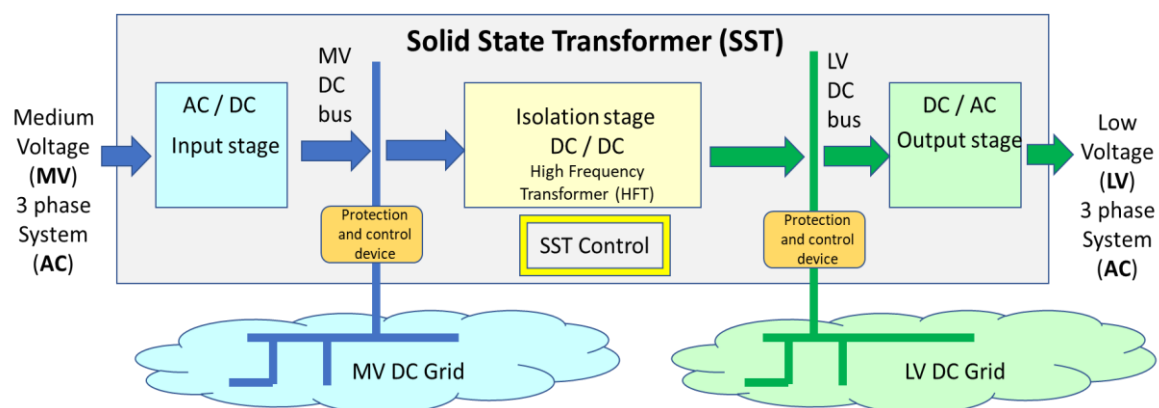 Solid State Transformer (SST)
Medium
Voltage
(MV)
3 phase
System
(AC)
AC / DC
Input stage
MV
DC
bus
Isolation stage
DC / DC
High Frequency
Transformer (HFT)
LV
DC
bus
DC / AC
Output stage
Low
Voltage
(LV)
3 phase
System
(AC)
Protection
and control
device
SST Control
Protection
and control
device
MV DC Grid
LV DC Grid